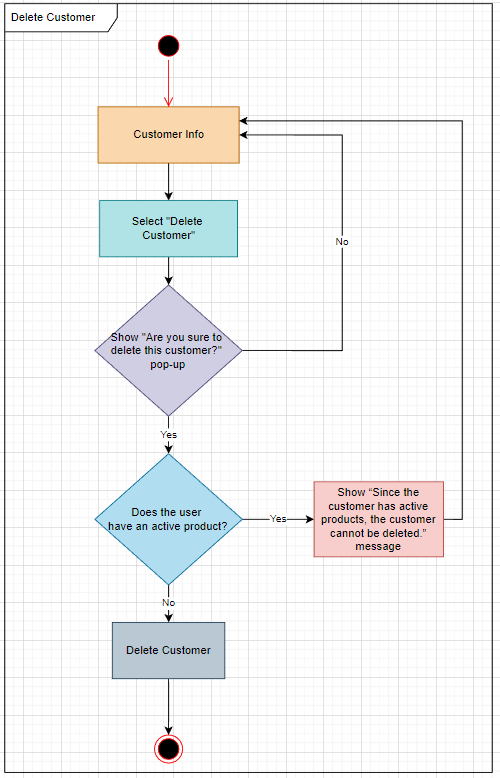 Delete Customer
Customer Info
Select "Delete
Customer"
No
Show "Are you sure to
delete this customer?"
pop-up
Yes
Does the user
have an active product?
Yes
Show “Since the
customer has active
products, the customer
cannot be deleted.”
message
No
Delete Customer